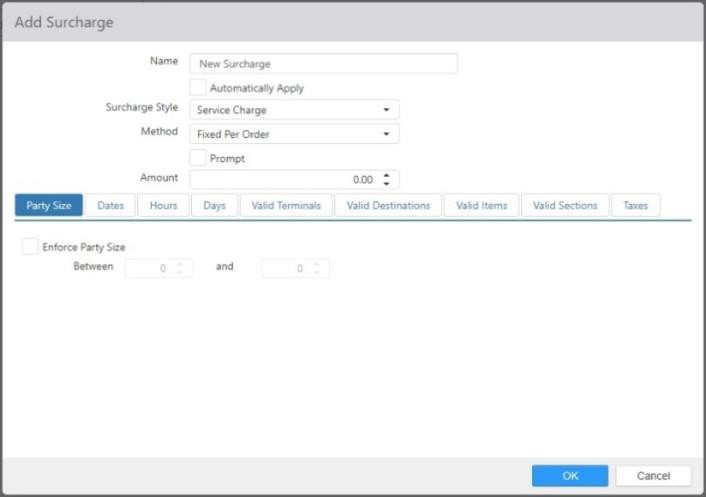 Add Surcharge
Name New Surcharge
Automatically Apply
Surcharge Style Service Charge
Method Fixed Per Order
Prompt
Amount 0.00
Party Size Dates Hours Days Valid Terminals Valid Destinations Valid Items Valid Sections Taxes
Enforce Party Size
Between 0 and 0
OK Cancel